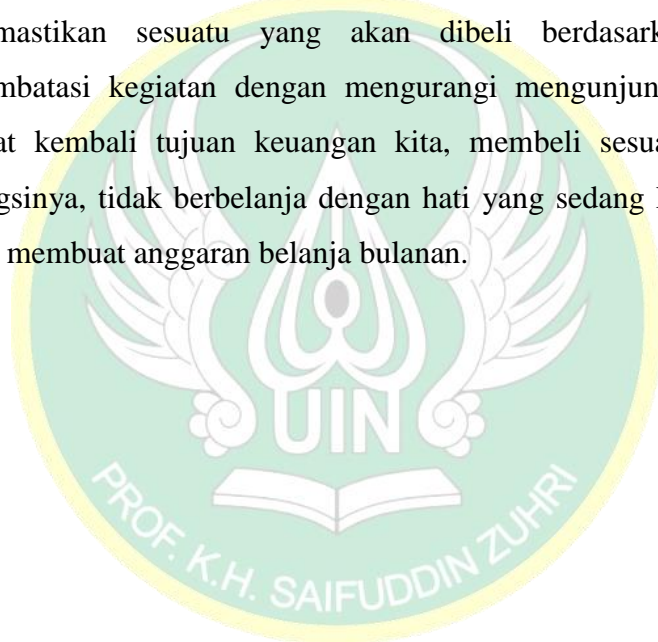 mastikan sesuatu yang akan dibeli berdasark
mbatasi kegiatan dengan mengurangi mengunjun
at kembali tujuan keuangan kita, membeli sesua
gsinya, tidak berbelanja dengan hati yang sedang
membuat anggaran belanja bulanan.
UIN
PROF. K.H. SAIFUDDIN ZUHRI